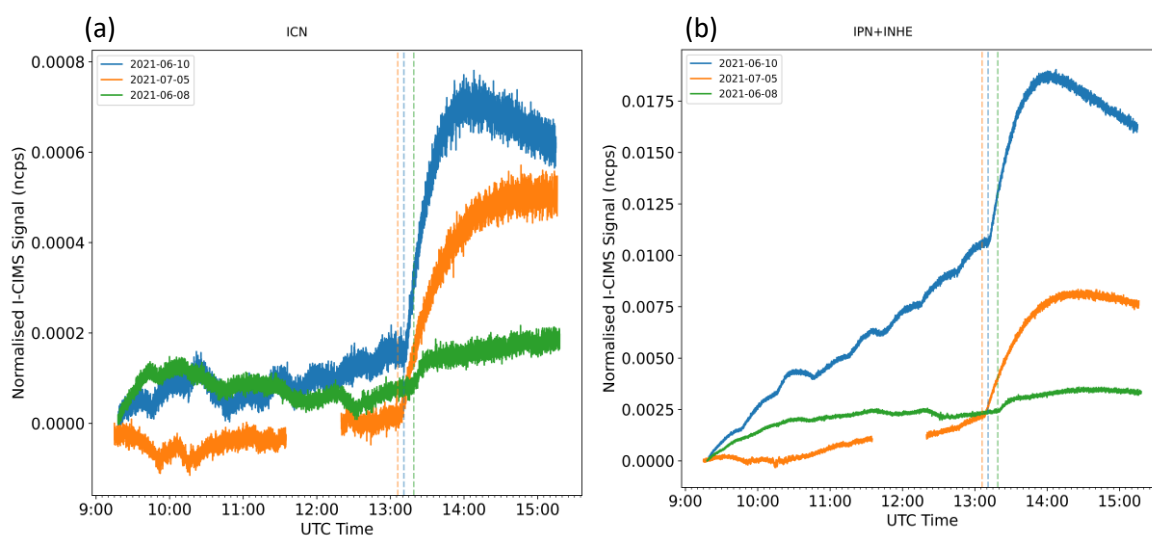 (a)
ICN
2021-06-10
2021-07-05
2021-06-08
Normalised I-CIMS Signal (ncps)
0.0008
0.0006
0.0004
0.0002
0.0000
9:00 10:00 11:00 12:00 13:00 14:00 15:00
UTC Time
(b)
IPN+INHE
2021-06-10
2021-07-05
2021-06-08
Normalised I-CIMS Signal (ncps)
0.0175
0.0150
0.0125
0.0100
0.0075
0.0050
0.0025
0.0000
9:00 10:00 11:00 12:00 13:00 14:00 15:00
UTC Time